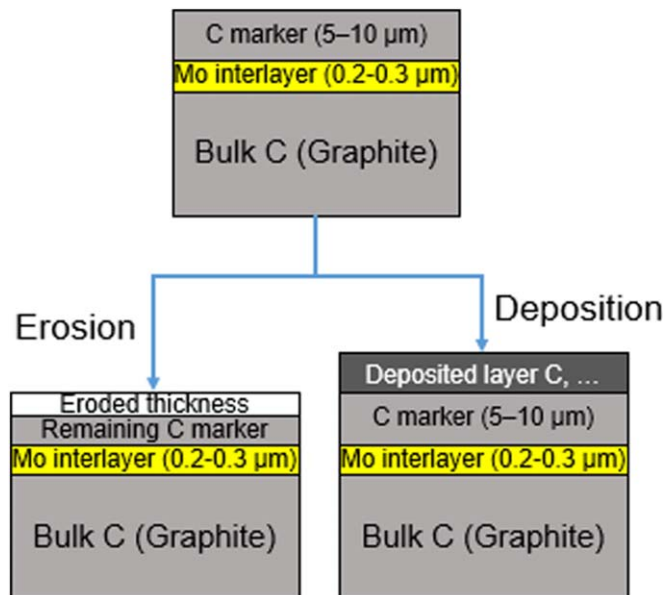 C marker (5–10 μm)
Mo interlayer (0.2-0.3 μm)
Bulk C (Graphite)
Erosion
Deposition
Eroded thickness
Remaining C marker
Mo interlayer (0.2-0.3 μm)
Bulk C (Graphite)
Deposited layer C, ...
C marker (5–10 μm)
Mo interlayer (0.2-0.3 μm)
Bulk C (Graphite)